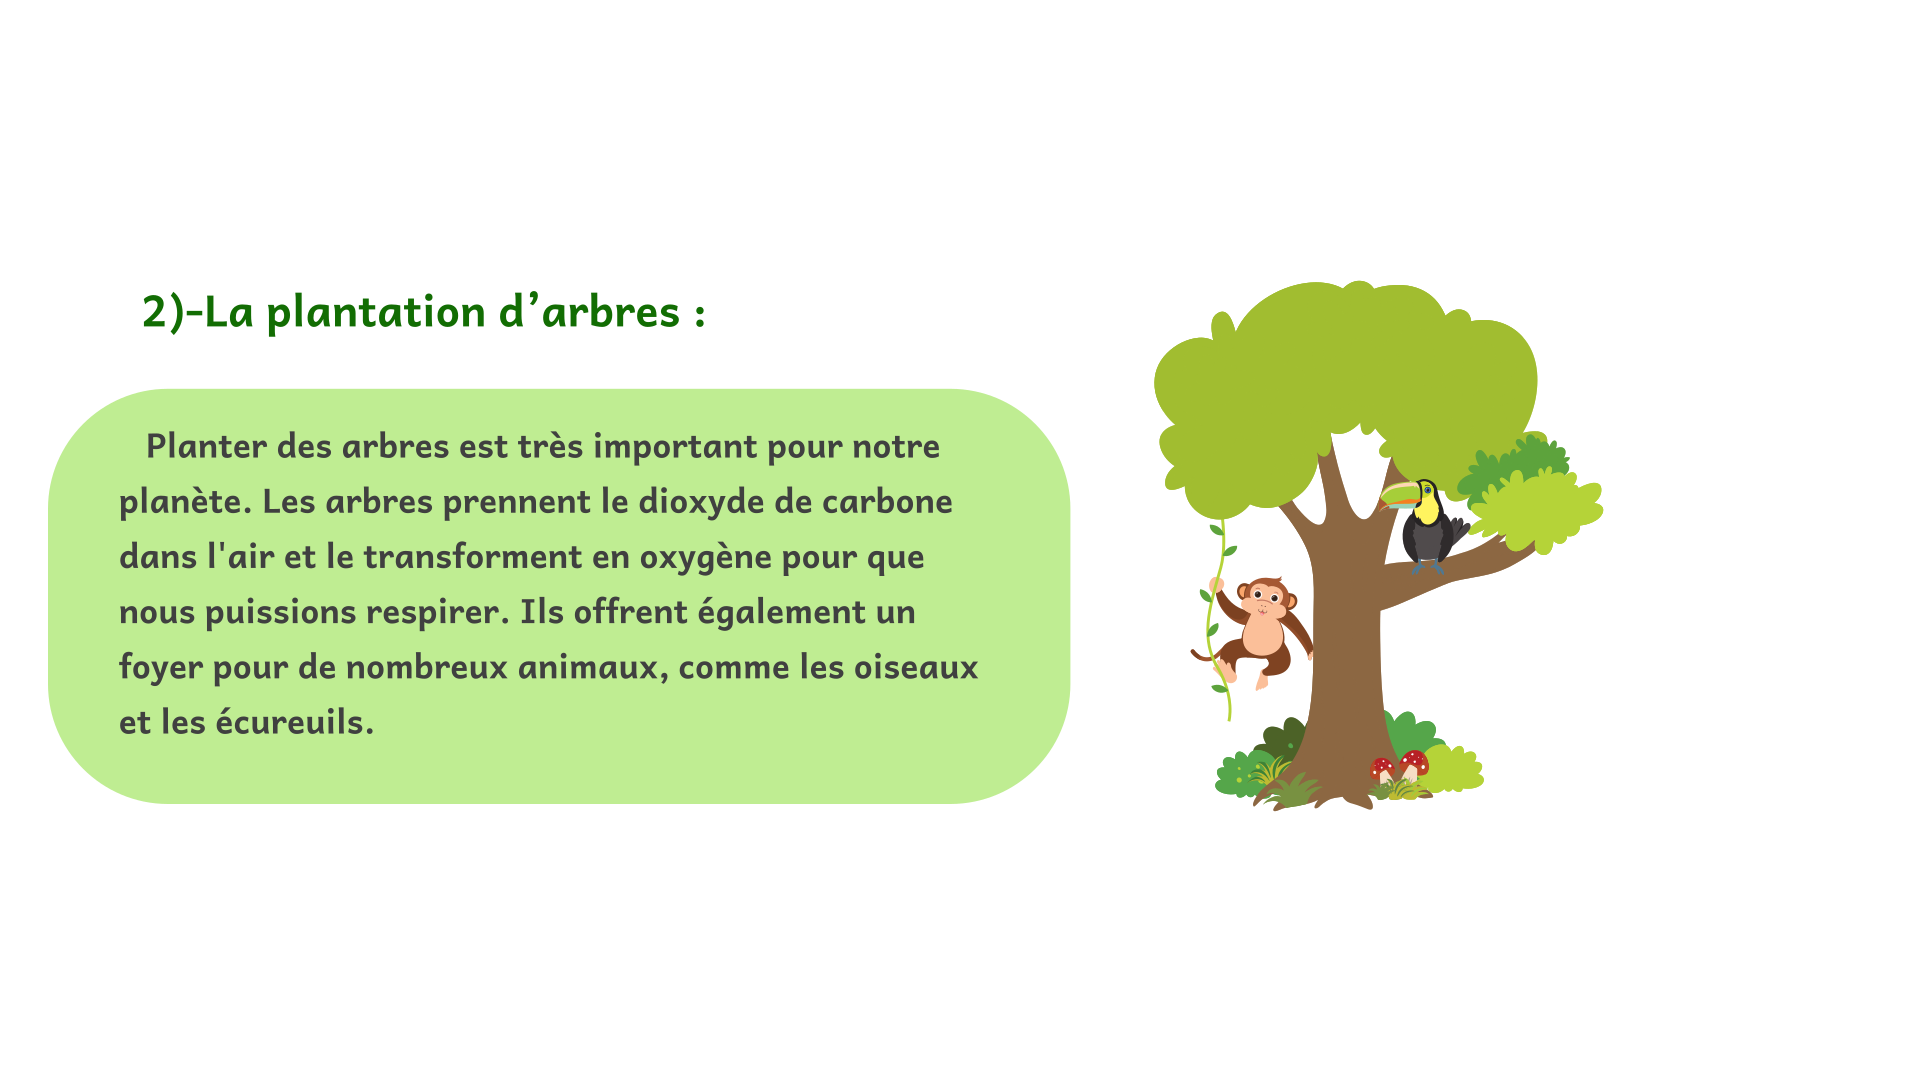 2)-La plantation d’arbres :
Planter des arbres est très important pour notre
planète. Les arbres prennent le dioxyde de carbone
dans l'air et le transforment en oxygène pour que
nous puissions respirer. Ils offrent également un
foyer pour de nombreux animaux, comme les oiseaux
et les écureuils.